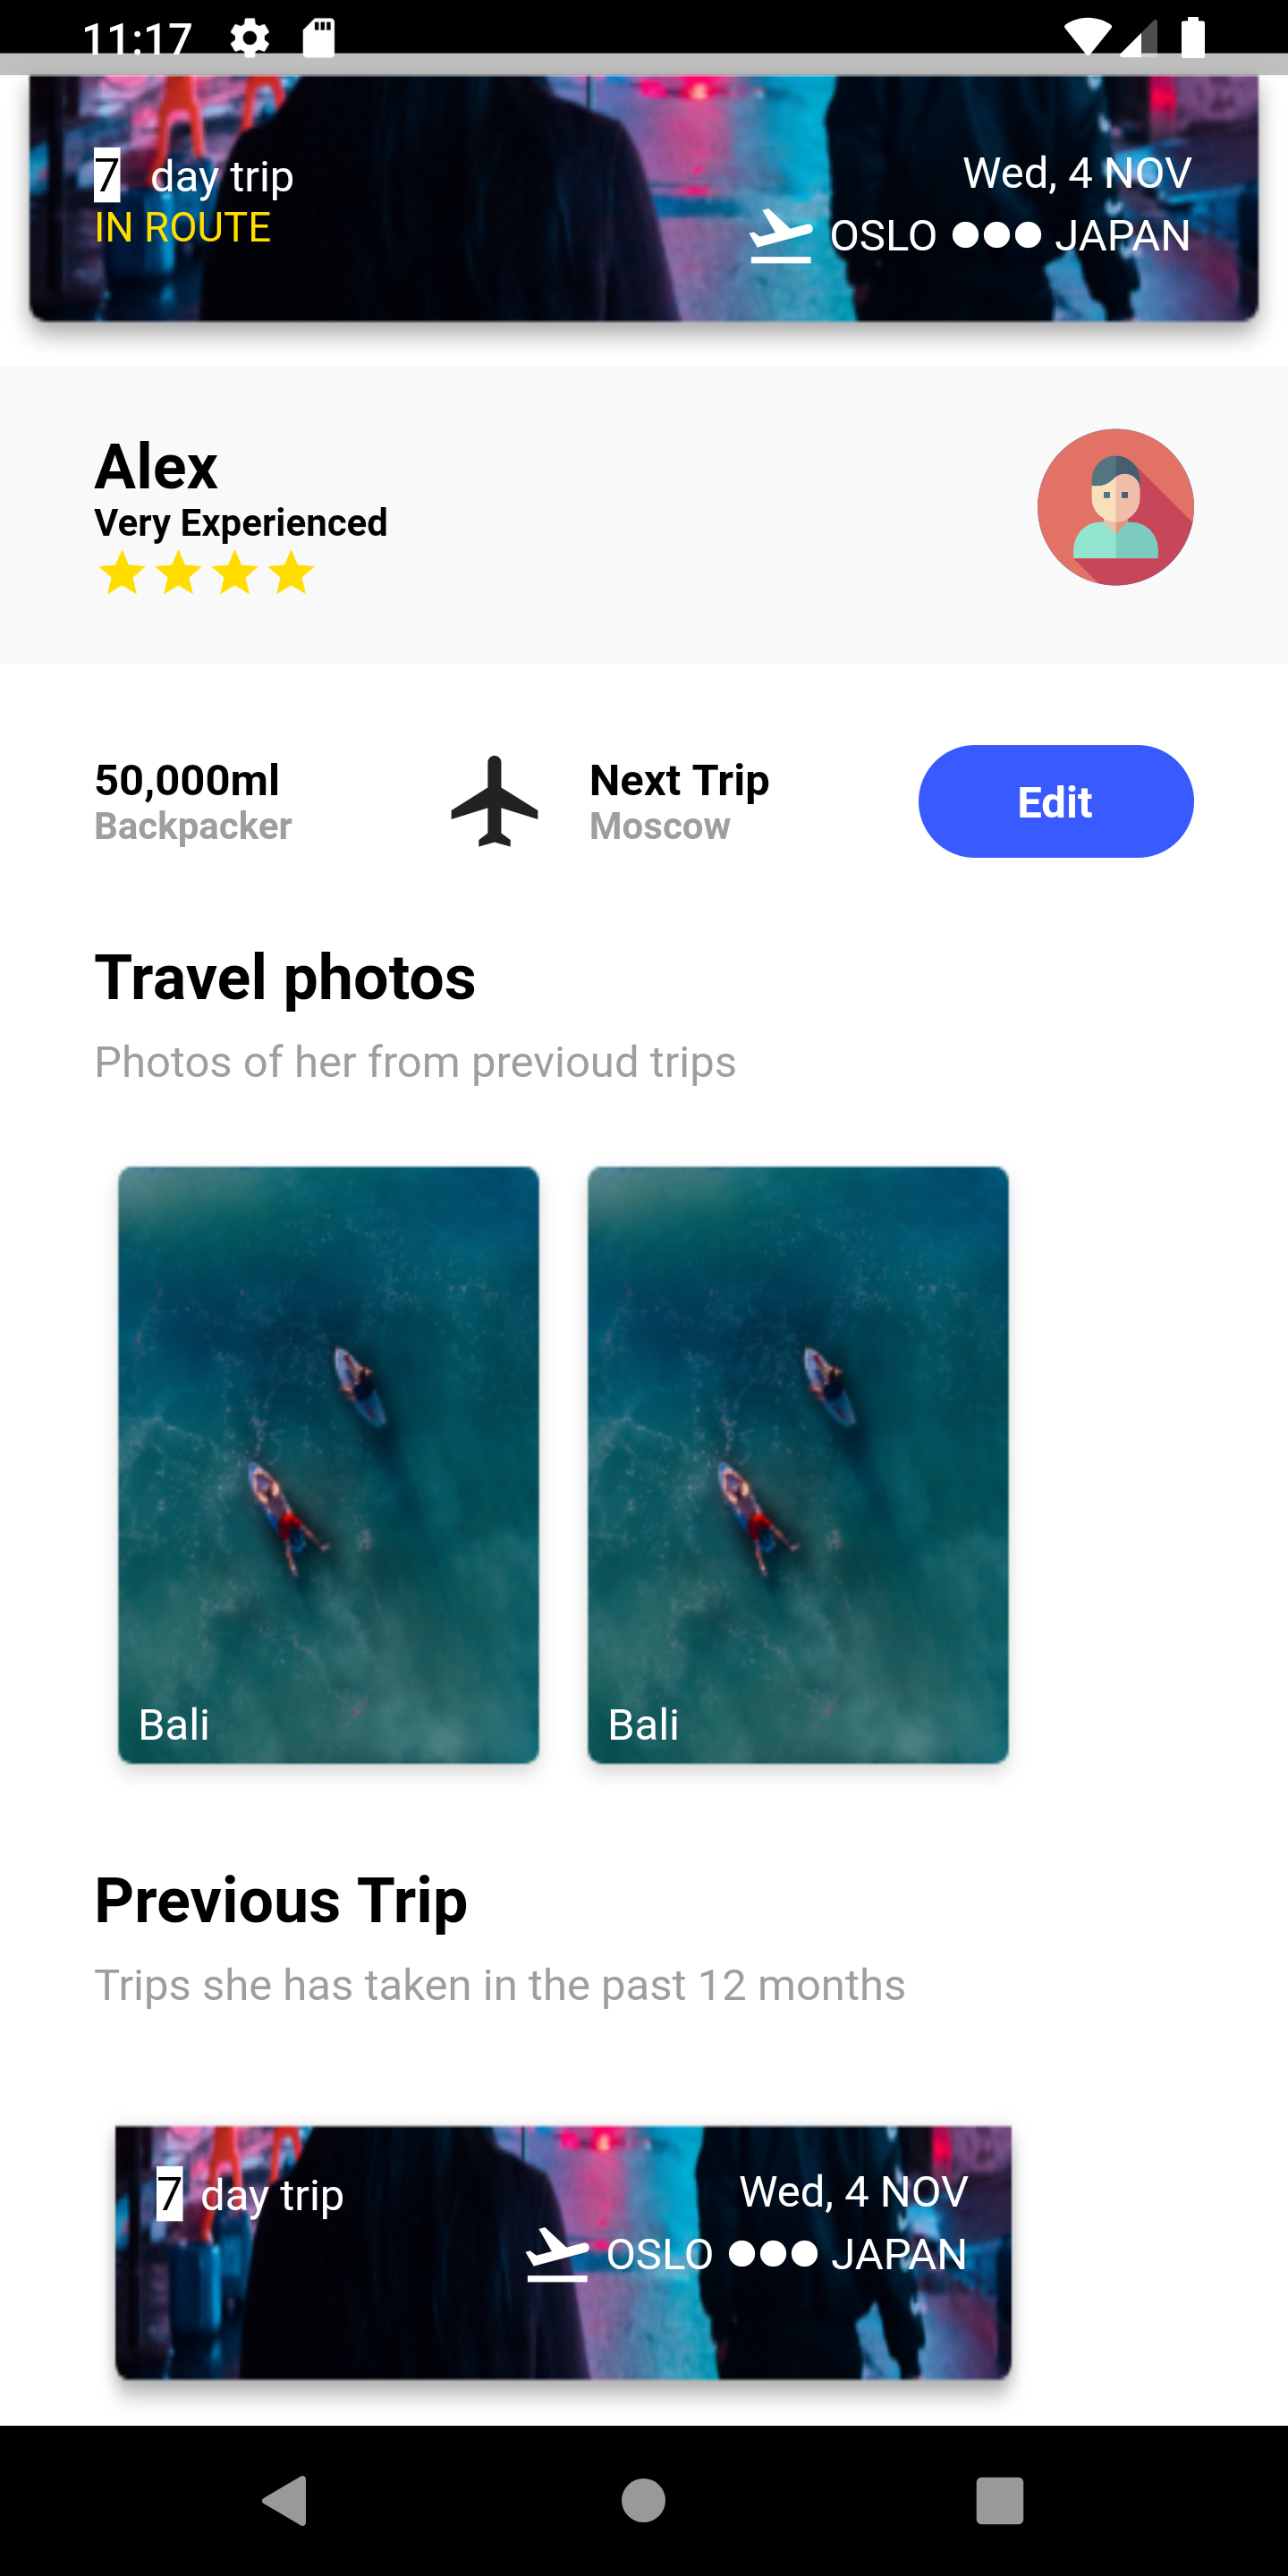 11:17
7 day trip
Wed, 4 NOV
IN ROUTE
OSLO ●●● JAPAN
Alex
Very Experienced
50,000ml
Backpacker
Next Trip
Moscow
Edit
Travel photos
Photos of her from previoud trips
Bali
Bali
Previous Trip
Trips she has taken in the past 12 months
7 day trip
Wed, 4 NOV
OSLO ●●● JAPAN